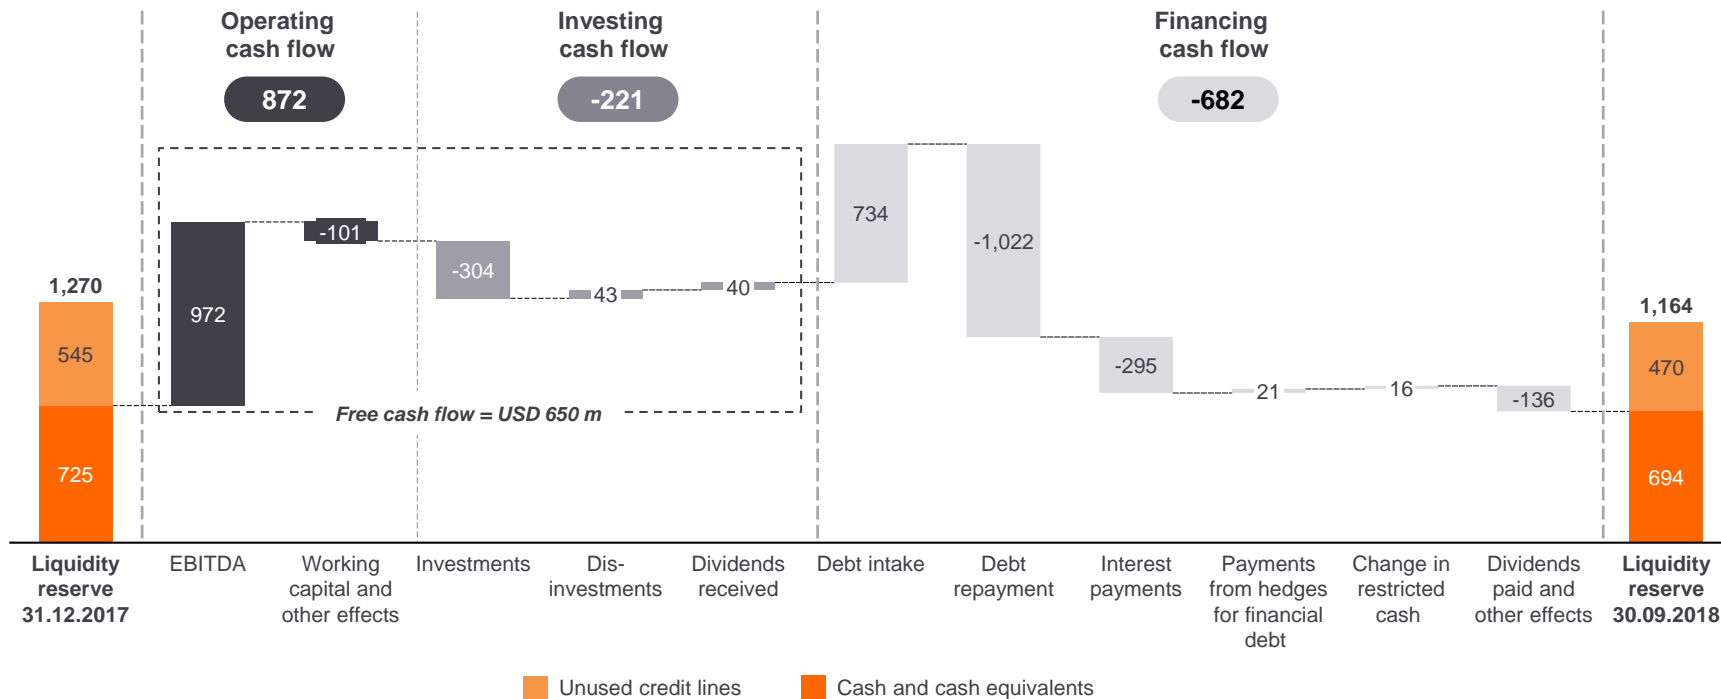 Operating
cash flow
872
Investing
cash flow
-221
Financing
cash flow
-682
1,270
545
725
972
-101
-304
43
40
734
-1,022
-295
21
16
-136
1,164
470
694
Free cash flow = USD 650 m
Liquidity
reserve
31.12.2017
EBITDA
Working
capital and
other effects
Investments
Dis-
investments
Dividends
received
Debt intake
Debt
repayment
Interest
payments
Payments
from hedges
for financial
debt
Change in
restricted
cash
Dividends
paid and
other effects
Liquidity
reserve
30.09.2018
Unused credit lines
Cash and cash equivalents